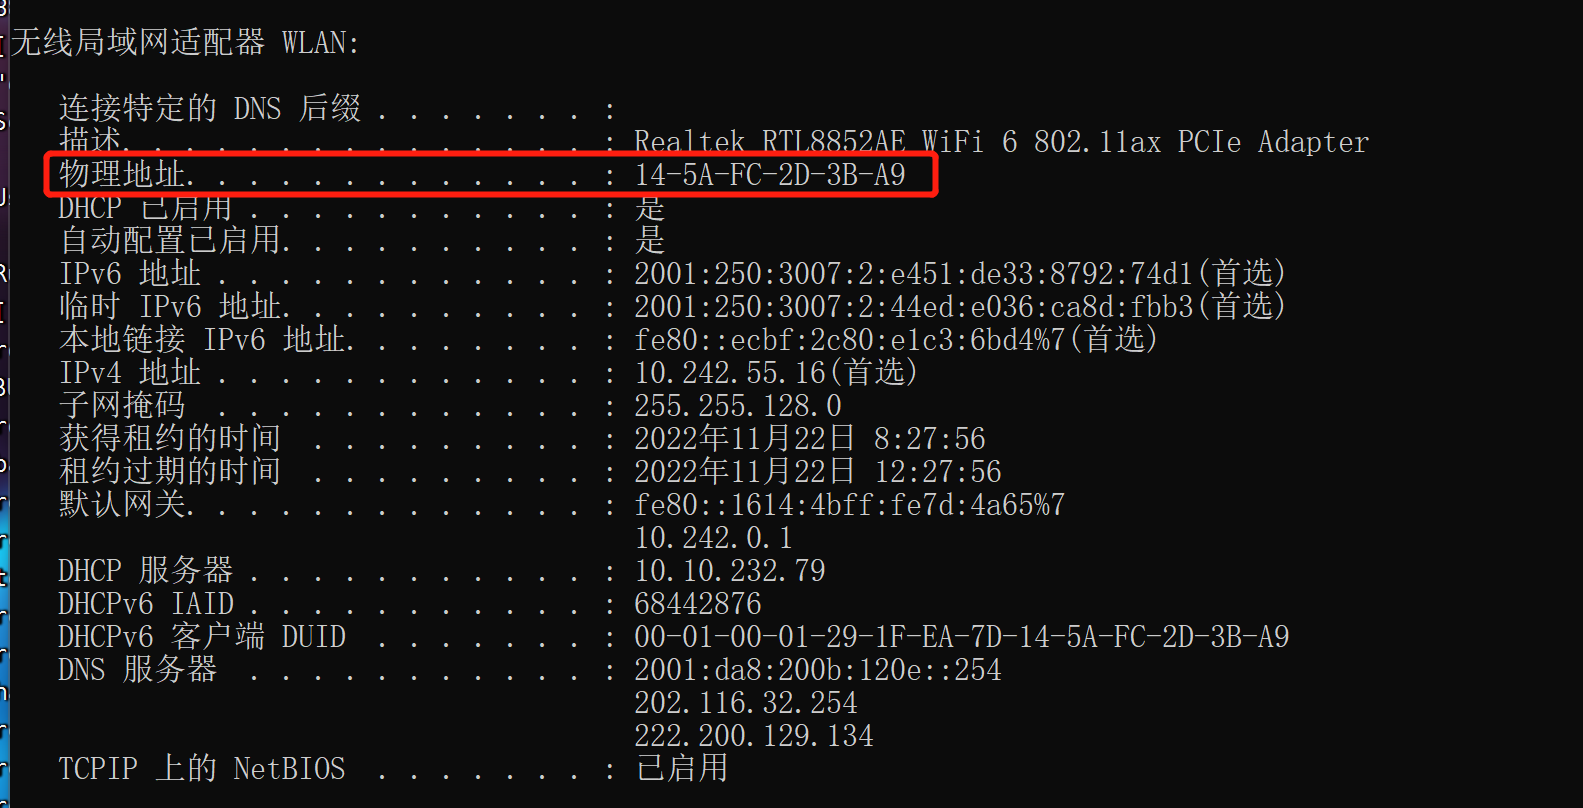 无线局域网适配器 WLAN:
连接特定的 DNS 后缀 . . . . . . . :
描述. . . . . . . . . . . . . . . : Realtek RTL8852AE WiFi 6 802.11ax PCIe Adapter
物理地址. . . . . . . . . . . . . : 14-5A-FC-2D-3B-A9
DHCP 已启用 . . . . . . . . . . . : 是
自动配置已启用. . . . . . . . . . : 是
IPv6 地址 . . . . . . . . . . . . : 2001:250:3007:2:e451:de33:8792:74d1(首选)
临时 IPv6 地址. . . . . . . . . . : 2001:250:3007:2:44ed:e036:ca8d:fbb3(首选)
本地链接 IPv6 地址. . . . . . . . : fe80::ecbf:2c80:e1c3:6bd4%7(首选)
IPv4 地址 . . . . . . . . . . . . : 10.242.55.16(首选)
子网掩码  . . . . . . . . . . . . : 255.255.128.0
获得租约的时间  . . . . . . . . . : 2022年11月22日 8:27:56
租约过期的时间  . . . . . . . . . : 2022年11月22日 12:27:56
默认网关. . . . . . . . . . . . . : fe80::1614:4bff:fe7d:4a65%7
10.242.0.1
DHCP 服务器 . . . . . . . . . . . : 10.10.232.79
DHCPv6 IAID . . . . . . . . . . . : 68442876
DHCPv6 客户端 DUID  . . . . . . . : 00-01-00-01-29-1F-EA-7D-14-5A-FC-2D-3B-A9
DNS 服务器  . . . . . . . . . . . : 2001:da8:200b:120e::254
202.116.32.254
222.200.129.134
TCPIP 上的 NetBIOS  . . . . . . . : 已启用